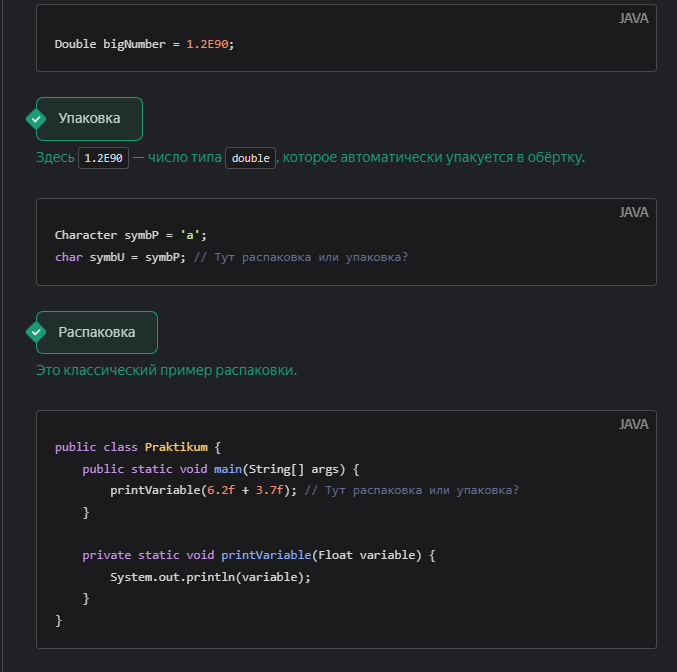 JAVA
Double bigNumber = 1.2E90;
Упаковка
Здесь 1.2E90 — число типа double, которое автоматически упакуется в обёртку.
JAVA
Character symbP = 'a';
char symbU = symbP; // Тут распаковка или упаковка?
Распаковка
Это классический пример распаковки.
JAVA
public class Praktikum {
    public static void main(String[] args) {
        printVariable(6.2f + 3.7f); // Тут распаковка или упаковка?
    }

    private static void printVariable(Float variable) {
        System.out.println(variable);
    }
}